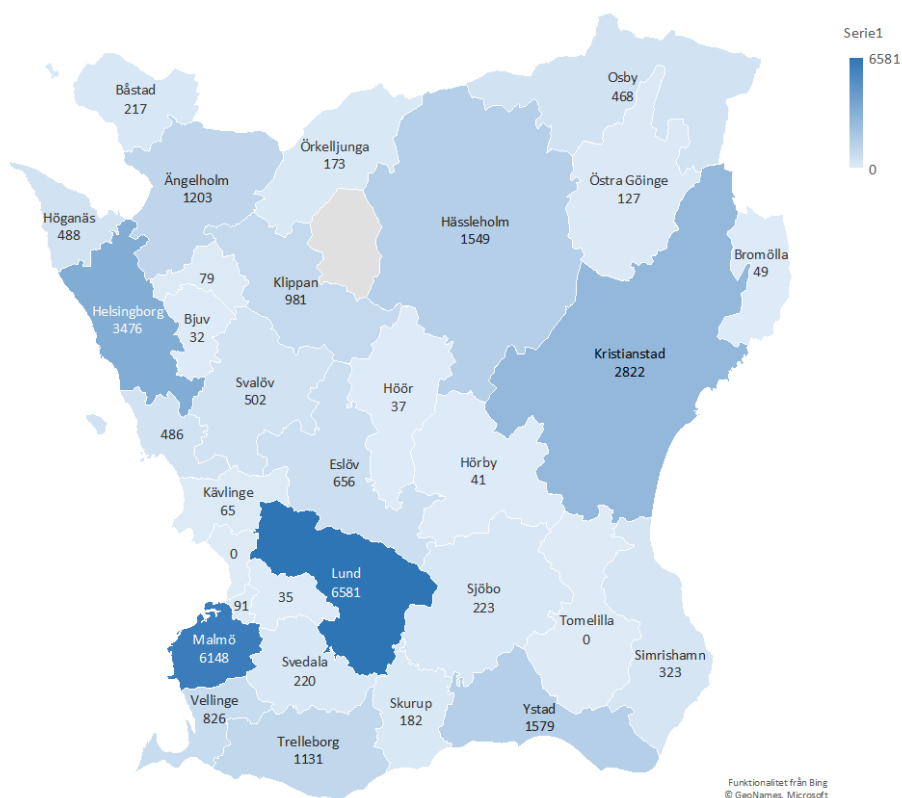 Serie1
6581
0
Båstad
217
Osby
468
Örkelljunga
173
Ängelholm
1203
Östra Göinge
127
Höganäs
488
Hässleholm
1549
Bromölla
49
79
Klippan
981
Helsingborg
3476
Bjuv
32
Kristianstad
2822
Svalöv
502
Höör
37
486
Eslöv
656
Hörby
41
Kävlinge
65
0
Lund
6581
35
91
Sjöbo
223
Tomelilla
0
Malmö
6148
Svedala
220
Simrishamn
323
Vellinge
826
Skurup
182
Ystad
1579
Trelleborg
1131
Funktionalitet från Bing
© GeoNames, Microsoft